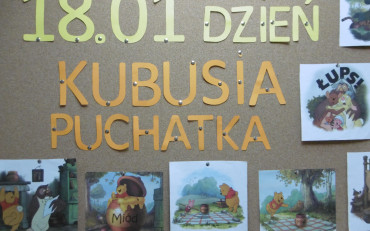 18.01 DZIEŃ
KUBUSIA
PUCHATKA
ŁUPS!
Miód